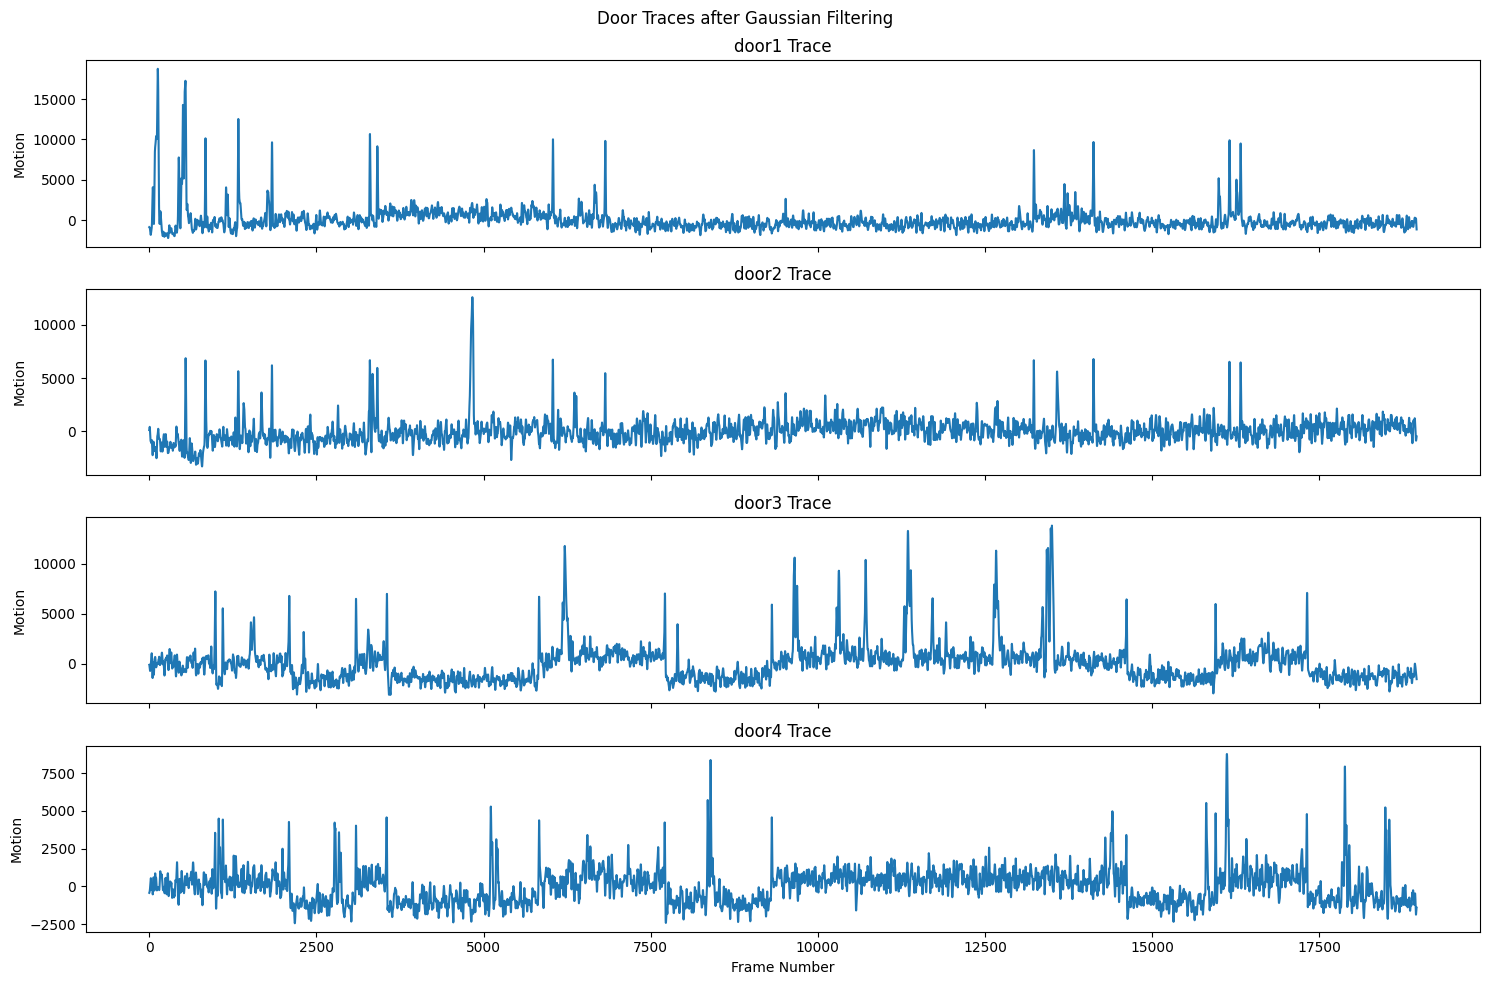 Door Traces after Gaussian Filtering
door1 Trace
15000
10000
5000
0
Motion
door2 Trace
10000
5000
0
Motion
door3 Trace
10000
5000
0
Motion
door4 Trace
7500
5000
2500
0
−2500
Motion
0 2500 5000 7500 10000 12500 15000 17500
Frame Number